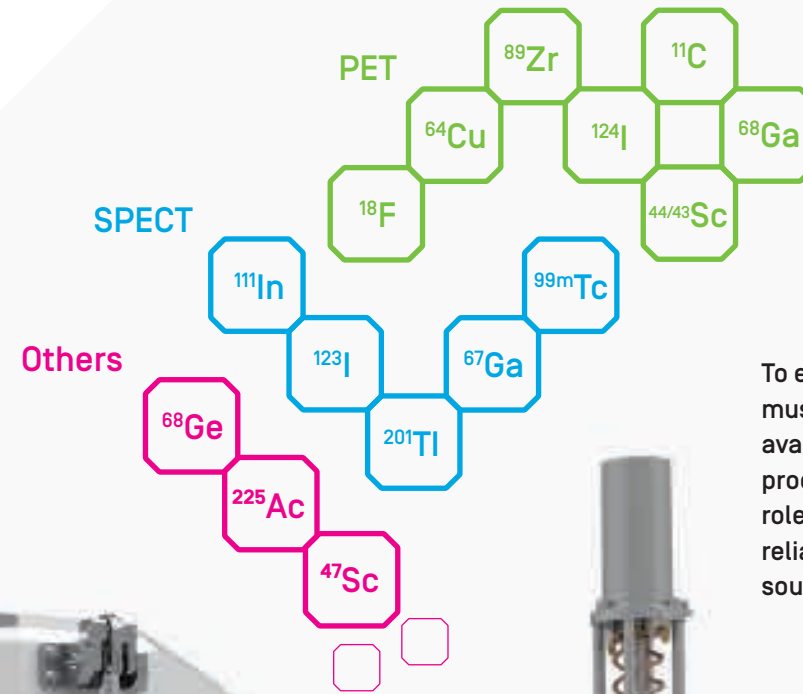 PET
⁸⁹Zr
¹¹C
⁶⁴Cu
¹²⁴I
⁶⁸Ga
¹⁸F
⁴⁴/⁴³Sc
SPECT
¹¹¹In
⁹⁹ᵐTc
¹²³I
⁶⁷Ga
²⁰¹Tl
Others
⁶⁸Ge
²²⁵Ac
⁴⁷Sc
To e
mus
ava
proc
role
relia
sou